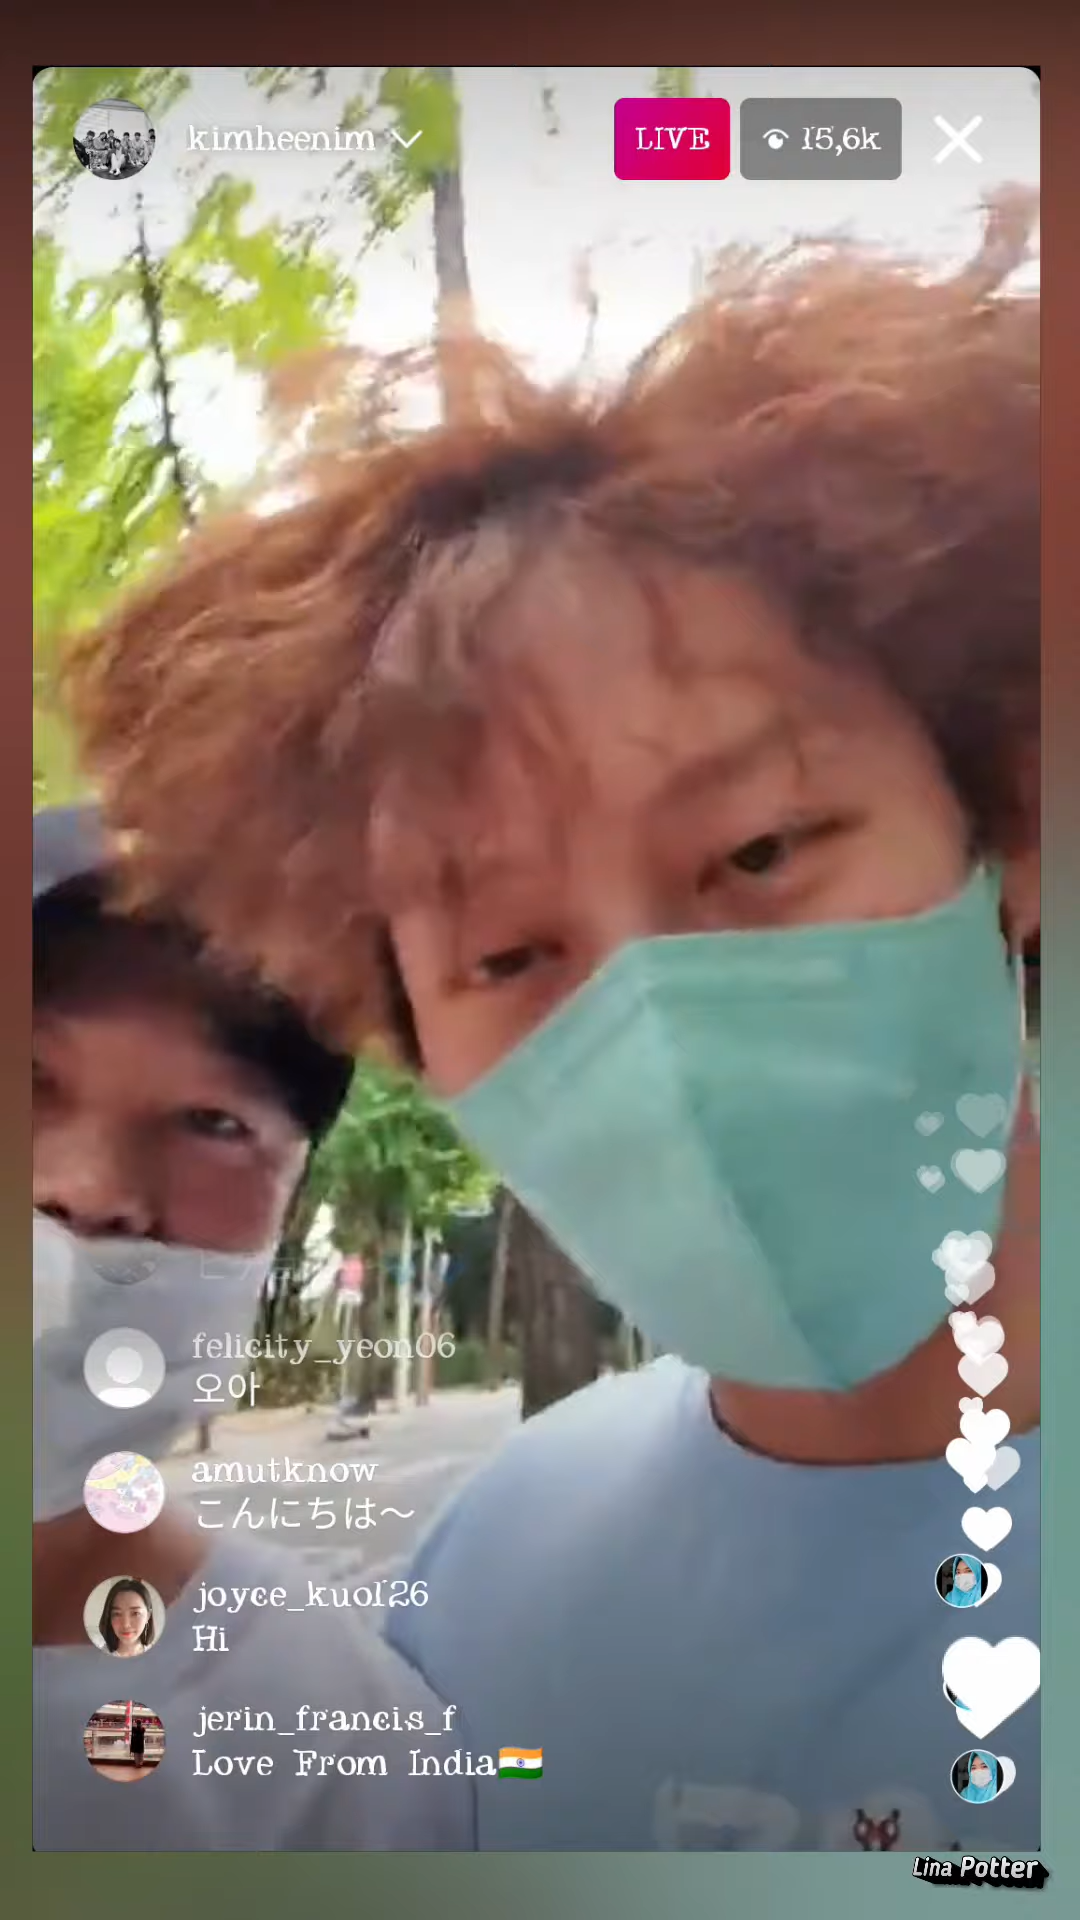 kimheenim
LIVE
15,6k
felicity_yeon06
오아
amutknow
こんにちは〜
joyce_kuo126
Hi
jerin_francis_f
Love From India🇮🇳
Lina Potter